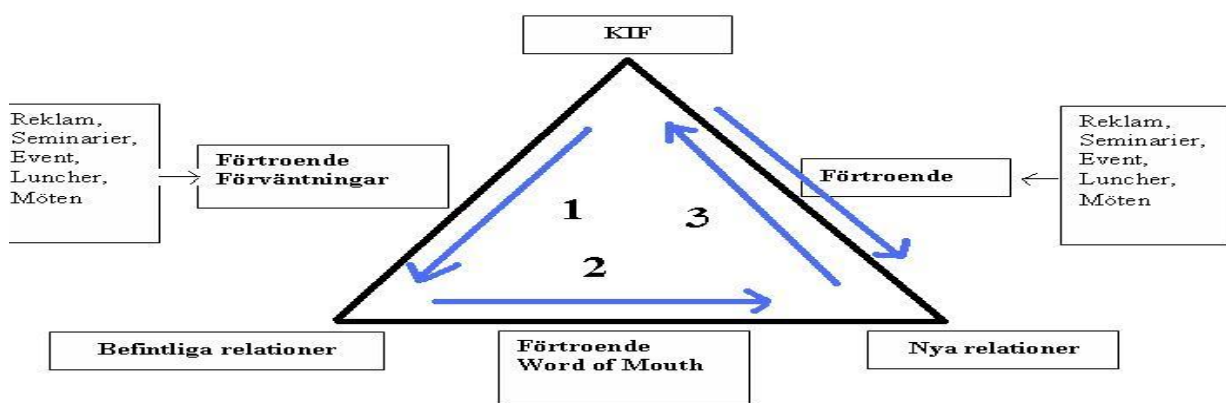 KIF
Reklam,
Seminarier,
Event,
Luncher,
Möten
Förtroende
Förväntningar
Förtroende
Reklam,
Seminarier,
Event,
Luncher,
Möten
1
3
2
Befintliga relationer
Förtroende
Word of Mouth
Nya relationer